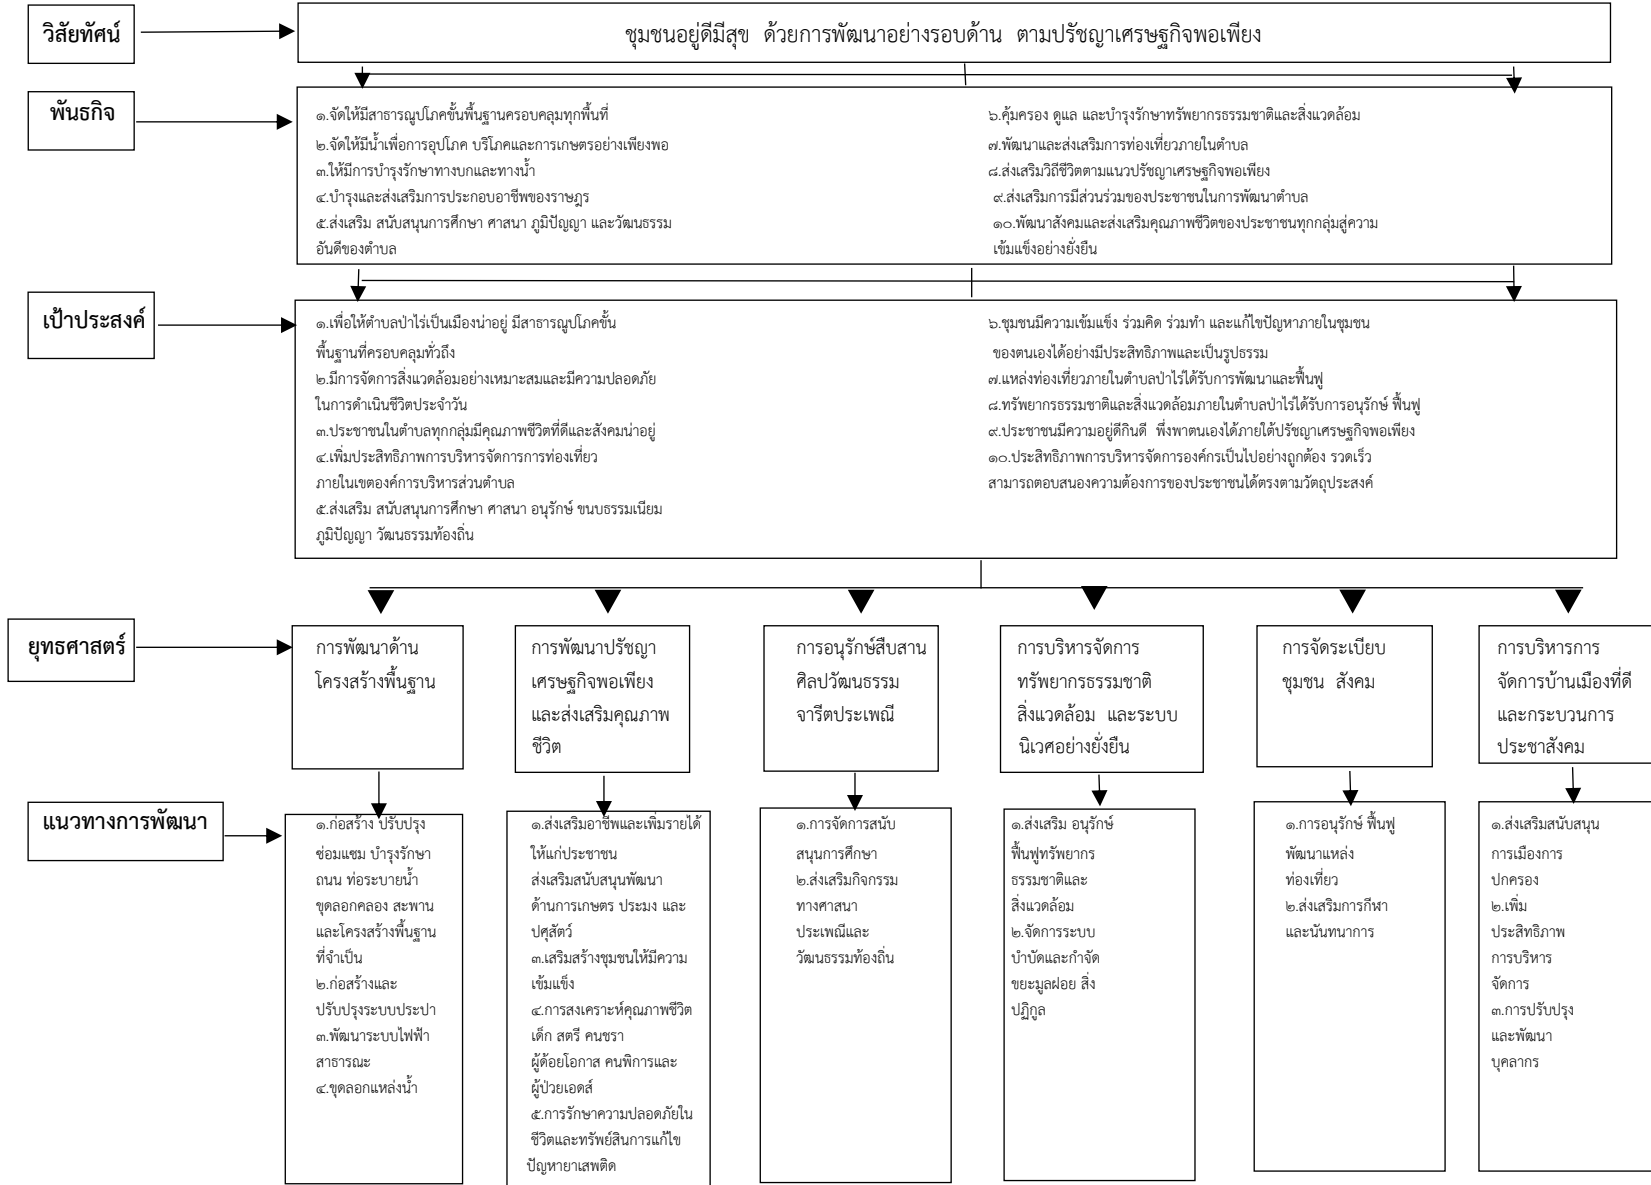 วิสัยทัศน์
ชุมชนอยู่ดีมีสุข ด้วยการพัฒนาอย่างรอบด้าน ตามปรัชญาเศรษฐกิจพอเพียง
พันธกิจ
๑.จัดให้มีสาธารณูปโภคขั้นพื้นฐานครอบคลุมทุกพื้นที่
๒.จัดให้มีน้ำเพื่อการอุปโภค บริโภคและการเกษตรอย่างเพียงพอ
๓.ให้มีการบำรุงรักษาทางบกและทางน้ำ
๔.บำรุงและส่งเสริมการประกอบอาชีพของราษฎร
๕.ส่งเสริม สนับสนุนการศึกษา ศาสนา ภูมิปัญญา และวัฒนธรรม
อันดีของตำบล
๖.คุ้มครอง ดูแล และบำรุงรักษาทรัพยากรธรรมชาติและสิ่งแวดล้อม
๗.พัฒนาและส่งเสริมการท่องเที่ยวภายในตำบล
๘.ส่งเสริมวิถีชีวิตตามแนวปรัชญาเศรษฐกิจพอเพียง
๙.ส่งเสริมการมีส่วนร่วมของประชาชนในการพัฒนาตำบล
๑๐.พัฒนาสังคมและส่งเสริมคุณภาพชีวิตของประชาชนทุกกลุ่มสู่ความ
เข้มแข็งอย่างยั่งยืน
เป้าประสงค์
๑.เพื่อให้ตำบลป่าไร่เป็นเมืองน่าอยู่ มีสาธารณูปโภคขั้น
พื้นฐานที่ครอบคลุมทั่วถึง
๒.มีการจัดการสิ่งแวดล้อมอย่างเหมาะสมและมีความปลอดภัย
ในการดำเนินชีวิตประจำวัน
๓.ประชาชนในตำบลทุกกลุ่มมีคุณภาพชีวิตที่ดีและสังคมน่าอยู่
๔.เพิ่มประสิทธิภาพการบริหารจัดการการท่องเที่ยว
ภายในเขตองค์การบริหารส่วนตำบล
๕.ส่งเสริม สนับสนุนการศึกษา ศาสนา อนุรักษ์ ขนบธรรมเนียม
ภูมิปัญญา วัฒนธรรมท้องถิ่น
๖.ชุมชนมีความเข้มแข็ง ร่วมคิด ร่วมทำ และแก้ไขปัญหาภายในชุมชน
ของตนเองได้อย่างมีประสิทธิภาพและเป็นรูปธรรม
๗.แหล่งท่องเที่ยวภายในตำบลป่าไร่ได้รับการพัฒนาและฟื้นฟู
๘.ทรัพยากรธรรมชาติและสิ่งแวดล้อมภายในตำบลป่าไร่ได้รับการอนุรักษ์ ฟื้นฟู
๙.ประชาชนมีความอยู่ดีกินดี พึ่งพาตนเองได้ภายใต้ปรัชญาเศรษฐกิจพอเพียง
๑๐.ประสิทธิภาพการบริหารจัดการองค์กรเป็นไปอย่างถูกต้อง รวดเร็ว
สามารถตอบสนองความต้องการของประชาชนได้ตรงตามวัตถุประสงค์
ยุทธศาสตร์
การพัฒนาด้าน
โครงสร้างพื้นฐาน
การพัฒนาปรัชญา
เศรษฐกิจพอเพียง
และส่งเสริมคุณภาพ
ชีวิต
การอนุรักษ์สืบสาน
ศิลปวัฒนธรรม
จารีตประเพณี
การบริหารจัดการ
ทรัพยากรธรรมชาติ
สิ่งแวดล้อม และระบบ
นิเวศอย่างยั่งยืน
การจัดระเบียบ
ชุมชน สังคม
การบริหารการ
จัดการบ้านเมืองที่ดี
และกระบวนการ
ประชาสังคม
แนวทางการพัฒนา
๑.ก่อสร้าง ปรับปรุง
ซ่อมแซม บำรุงรักษา
ถนน ท่อระบายน้ำ
ขุดลอกคลอง สะพาน
และโครงสร้างพื้นฐาน
ที่จำเป็น
๒.ก่อสร้างและ
ปรับปรุงระบบประปา
๓.พัฒนาระบบไฟฟ้า
สาธารณะ
๔.ขุดลอกแหล่งน้ำ
๑.ส่งเสริมอาชีพและเพิ่มรายได้
ให้แก่ประชาชน
ส่งเสริมสนับสนุนพัฒนา
ด้านการเกษตร ประมง และ
ปศุสัตว์
๓.เสริมสร้างชุมชนให้มีความ
เข้มแข็ง
๔.การสงเคราะห์คุณภาพชีวิต
เด็ก สตรี คนชรา
ผู้ด้อยโอกาส คนพิการและ
ผู้ป่วยเอดส์
๕.การรักษาความปลอดภัยใน
ชีวิตและทรัพย์สินการแก้ไข
ปัญหายาเสพติด
๑.การจัดการสนับ
สนุนการศึกษา
๒.ส่งเสริมกิจกรรม
ทางศาสนา
ประเพณีและ
วัฒนธรรมท้องถิ่น
๑.ส่งเสริม อนุรักษ์
ฟื้นฟูทรัพยากร
ธรรมชาติและ
สิ่งแวดล้อม
๒.จัดการระบบ
บำบัดและกำจัด
ขยะมูลฝอย สิ่ง
ปฏิกูล
๑.การอนุรักษ์ ฟื้นฟู
พัฒนาแหล่ง
ท่องเที่ยว
๒.ส่งเสริมการกีฬา
และนันทนาการ
๑.ส่งเสริมสนับสนุน
การเมืองการ
ปกครอง
๒.เพิ่ม
ประสิทธิภาพ
การบริหาร
จัดการ
๓.การปรับปรุง
และพัฒนา
บุคลากร